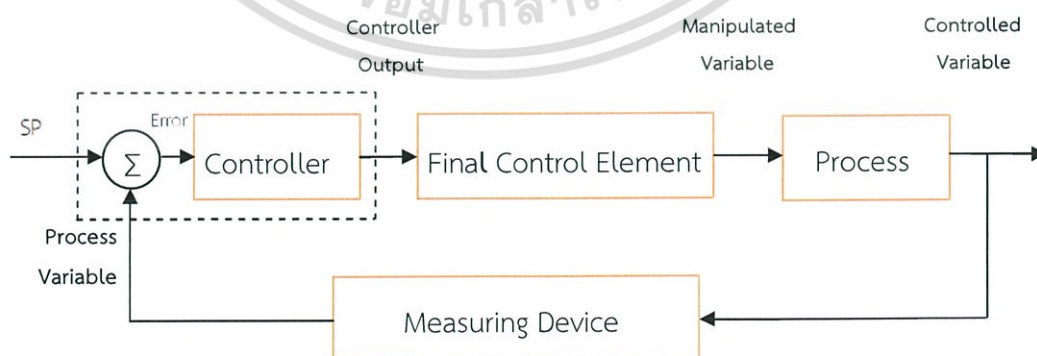 Controller
Output
Manipulated
Variable
Controlled
Variable
SP
Error
Σ
Controller
Final Control Element
Process
Process
Variable
Measuring Device